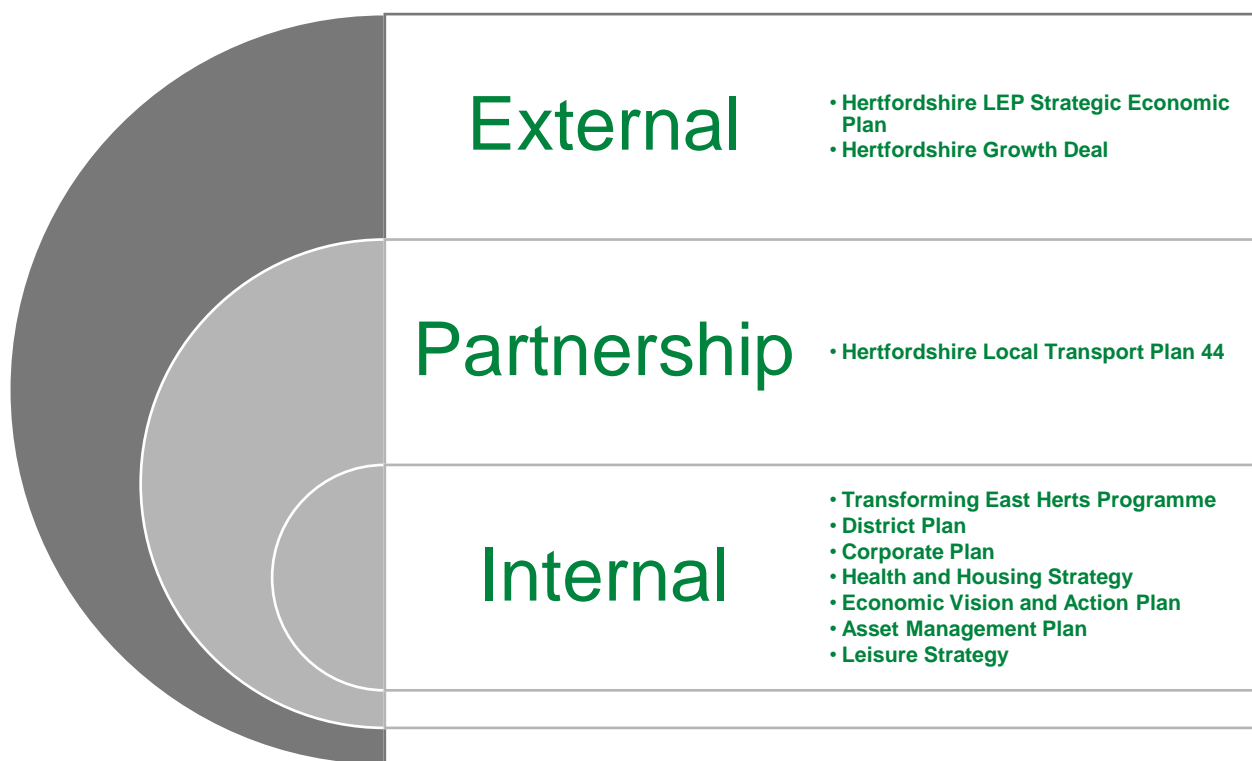 External
• Hertfordshire LEP Strategic Economic
Plan
• Hertfordshire Growth Deal
Partnership
• Hertfordshire Local Transport Plan 44
Internal
• Transforming East Herts Programme
• District Plan
• Corporate Plan
• Health and Housing Strategy
• Economic Vision and Action Plan
• Asset Management Plan
• Leisure Strategy